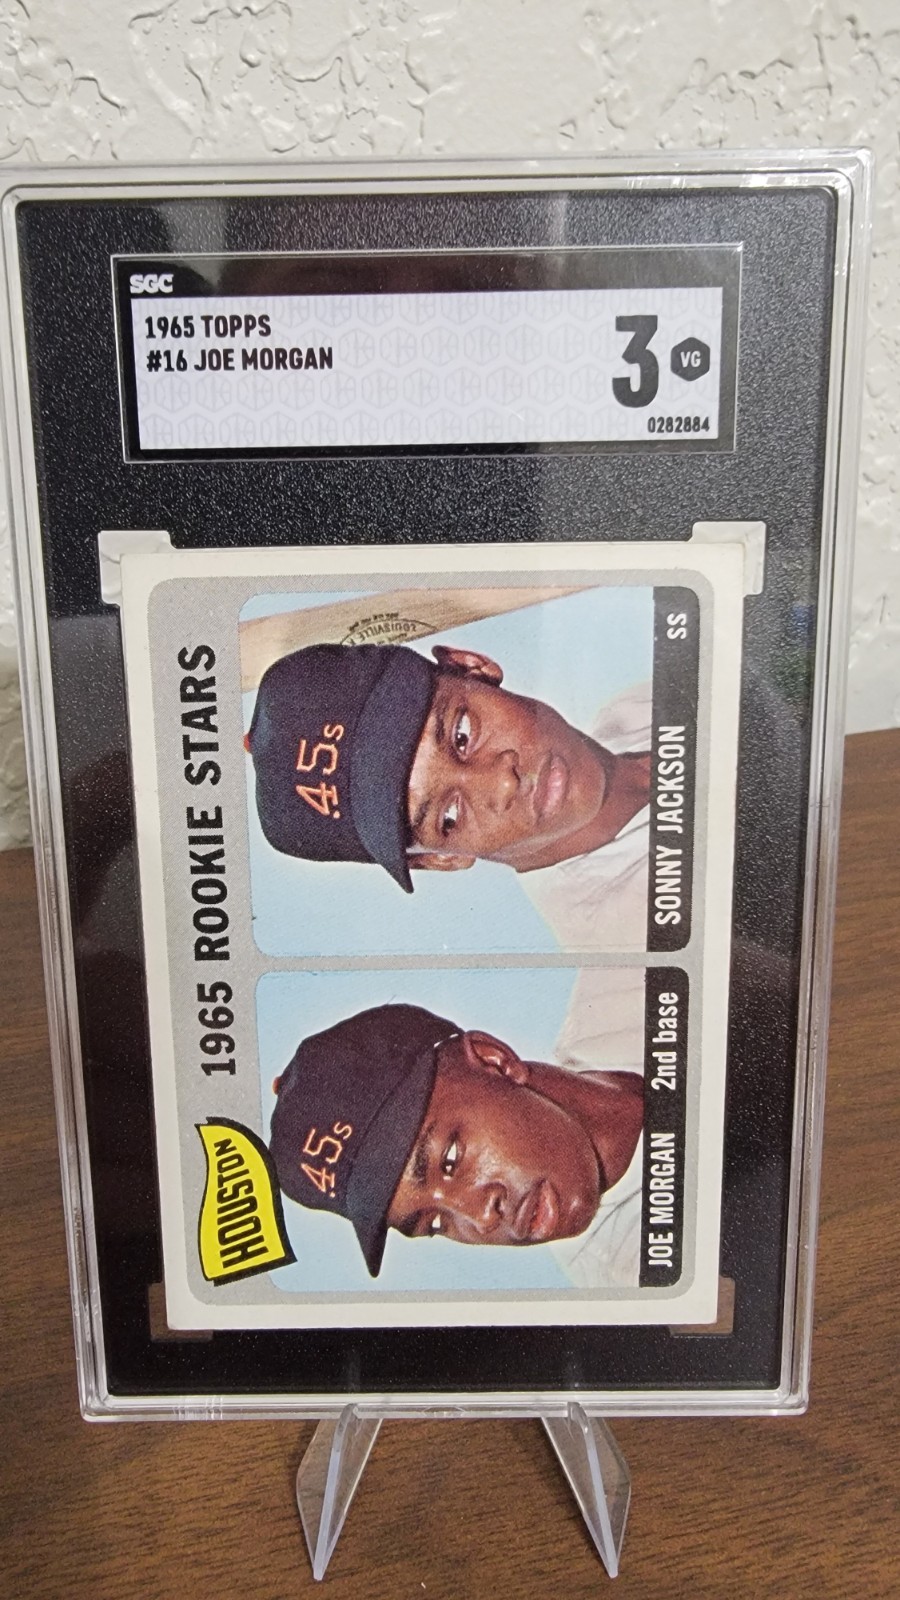 SGC
1965 TOPPS
#16 JOE MORGAN
3
VG
0282884
1965 ROOKIE STARS
HOUSTON
.45s
.45s
LOUISVILLE
JOE MORGAN 2nd base
SONNY JACKSON SS